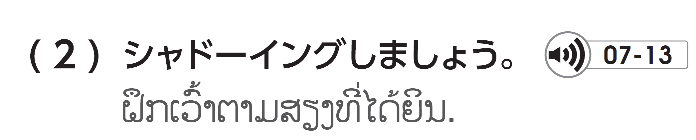 (2) シャドーイングしましょう。 07-13
ຝຶກເວົ້າຕາມສຽງທີ່ໄດ້ຍິນ.